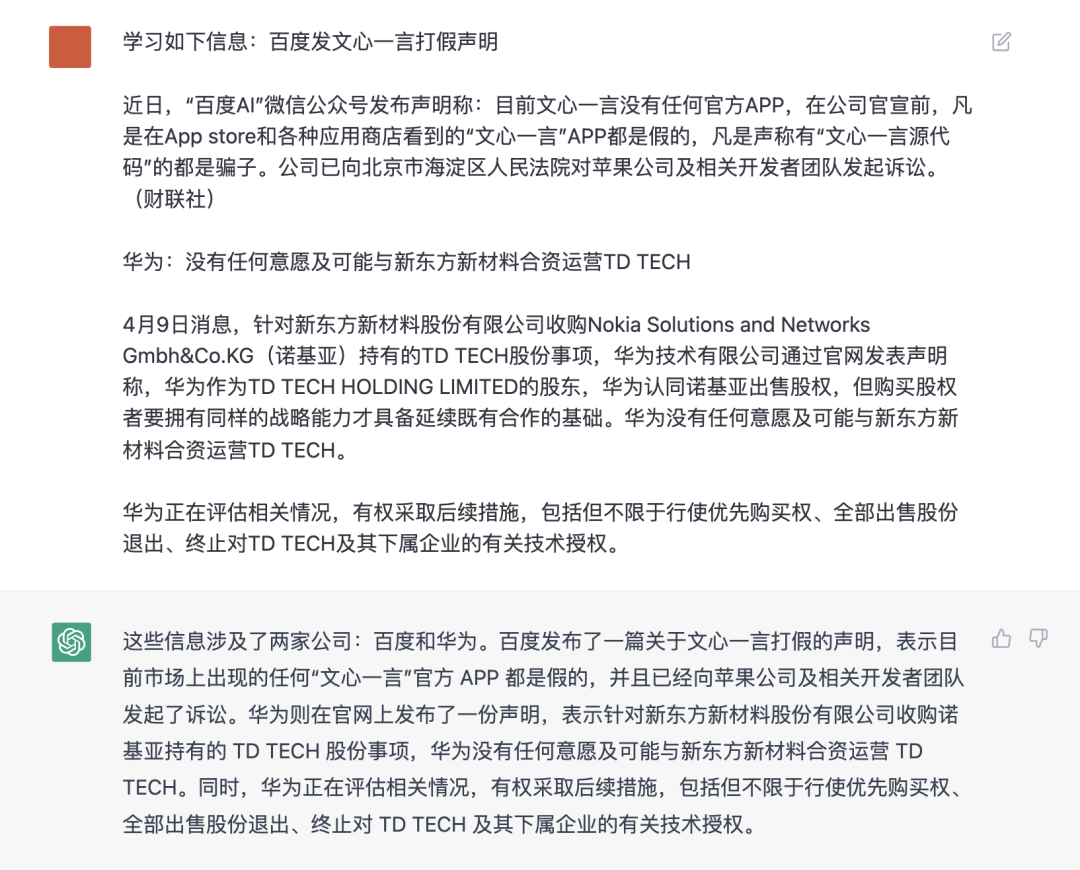 学习如下信息：百度发文心一言打假声明
近日，“百度AI”微信公众号发布声明称：目前文心一言没有任何官方APP，在公司官宣前，凡
是在App store和各种应用商店看到的“文心一言”APP都是假的，凡是声称有“文心一言源代
码”的都是骗子。公司已向北京市海淀区人民法院对苹果公司及相关开发者团队发起诉讼。
（财联社）
华为：没有任何意愿及可能与新东方新材料合资运营TD TECH
4月9日消息，针对新东方新材料股份有限公司收购Nokia Solutions and Networks
Gmbh&Co.KG（诺基亚）持有的TD TECH股份事项，华为技术有限公司通过官网发表声明
称，华为作为TD TECH HOLDING LIMITED的股东，华为认同诺基亚出售股权，但购买股权
者要拥有同样的战略能力才具备延续既有合作的基础。华为没有任何意愿及可能与新东方新
材料合资运营TD TECH。
华为正在评估相关情况，有权采取后续措施，包括但不限于行使优先购买权、全部出售股份
退出、终止对TD TECH及其下属企业的有关技术授权。
这些信息涉及了两家公司：百度和华为。百度发布了一篇关于文心一言打假的声明，表示目
前市场上出现的任何“文心一言”官方 APP 都是假的，并且已经向苹果公司及相关开发者团队
发起了诉讼。华为则在官网上发布了一份声明，表示针对新东方新材料股份有限公司收购诺
基亚持有的 TD TECH 股份事项，华为没有任何意愿及可能与新东方新材料合资运营 TD
TECH。同时，华为正在评估相关情况，有权采取后续措施，包括但不限于行使优先购买权、
全部出售股份退出、终止对 TD TECH 及其下属企业的有关技术授权。